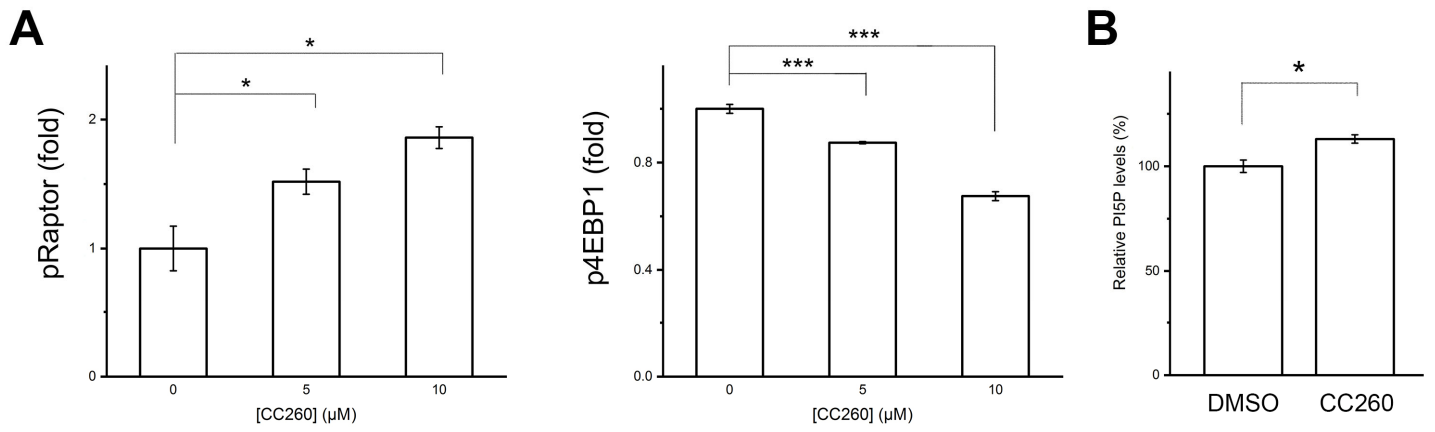 A
pRaptor (fold)
*
*
2
1
0
0
5
10
[CC260] (µM)
p4EBP1 (fold)
***
***
0.8
0.4
0.0
0
5
10
[CC260] (µM)
B
Relative PI5P levels (%)
*
100
50
0
DMSO
CC260